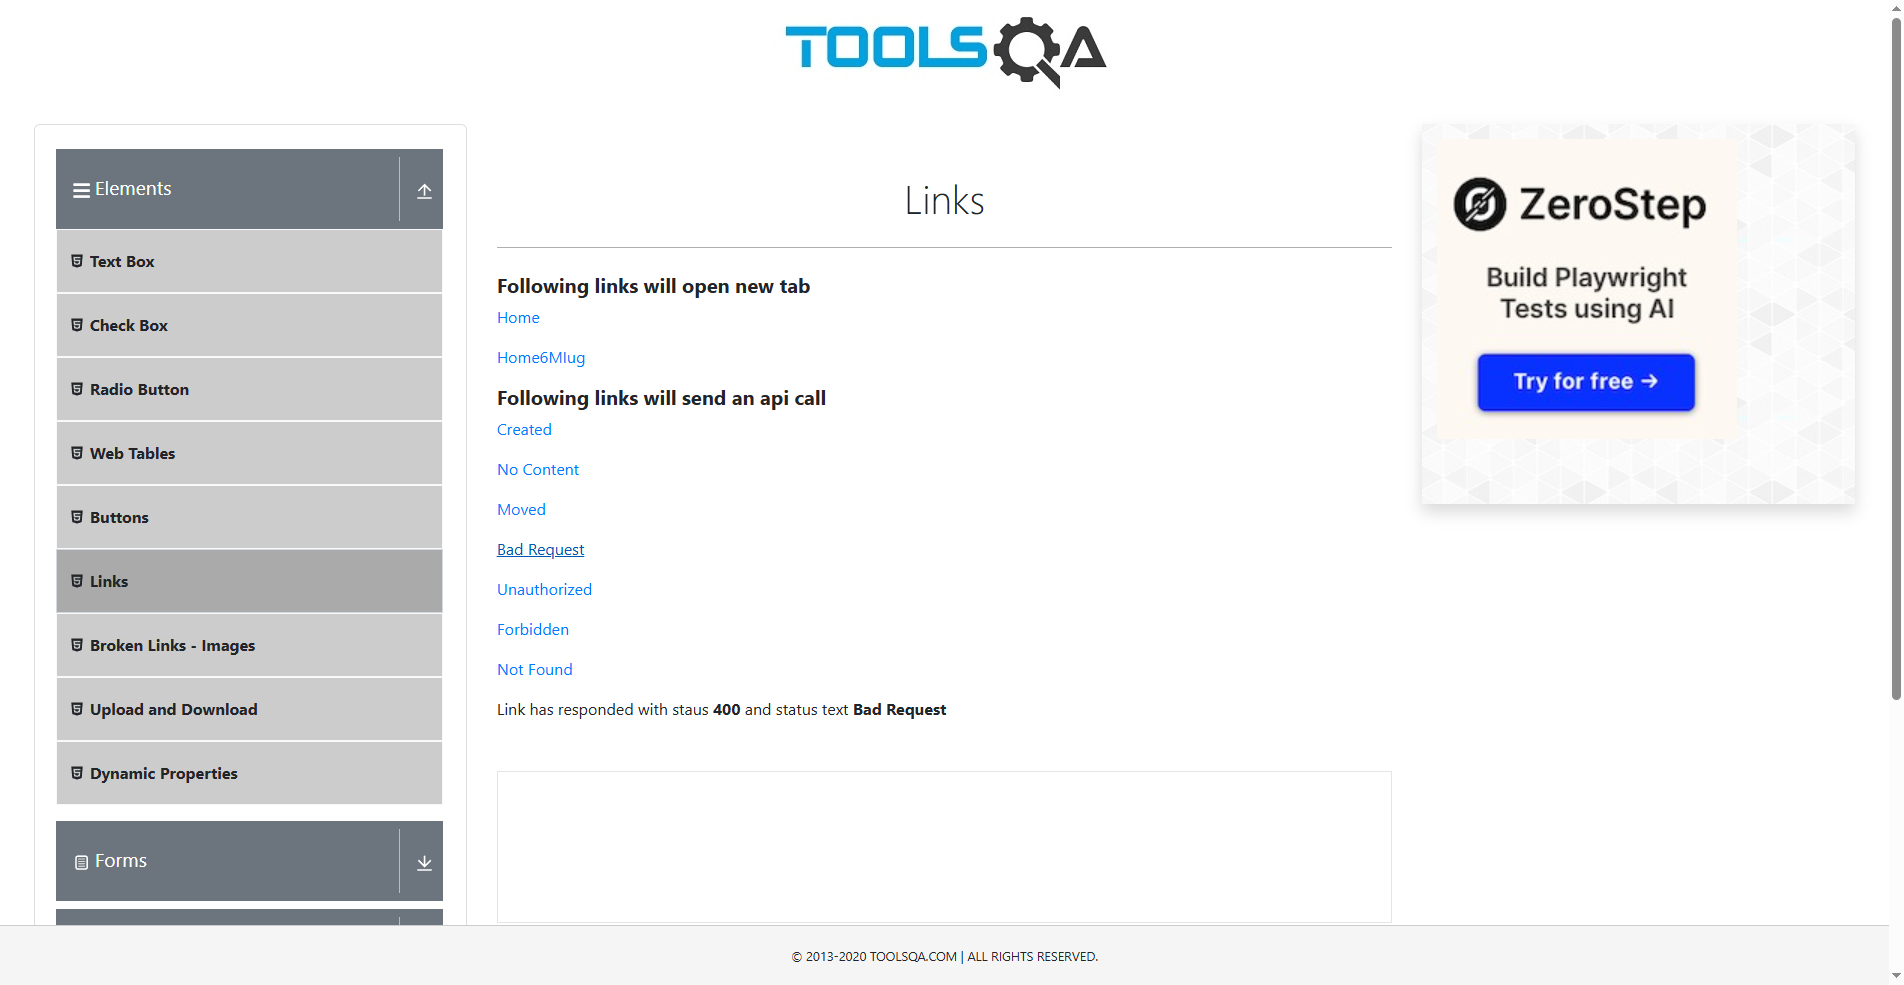 TOOLSQA
Elements
Text Box
Check Box
Radio Button
Web Tables
Buttons
Links
Broken Links - Images
Upload and Download
Dynamic Properties
Forms
Links
Following links will open new tab
Home
Home6Mlug
Following links will send an api call
Created
No Content
Moved
Bad Request
Unauthorized
Forbidden
Not Found
Link has responded with staus 400 and status text Bad Request
ZeroStep
Build Playwright
Tests using AI
Try for free →
© 2013-2020 TOOLSQA.COM | ALL RIGHTS RESERVED.